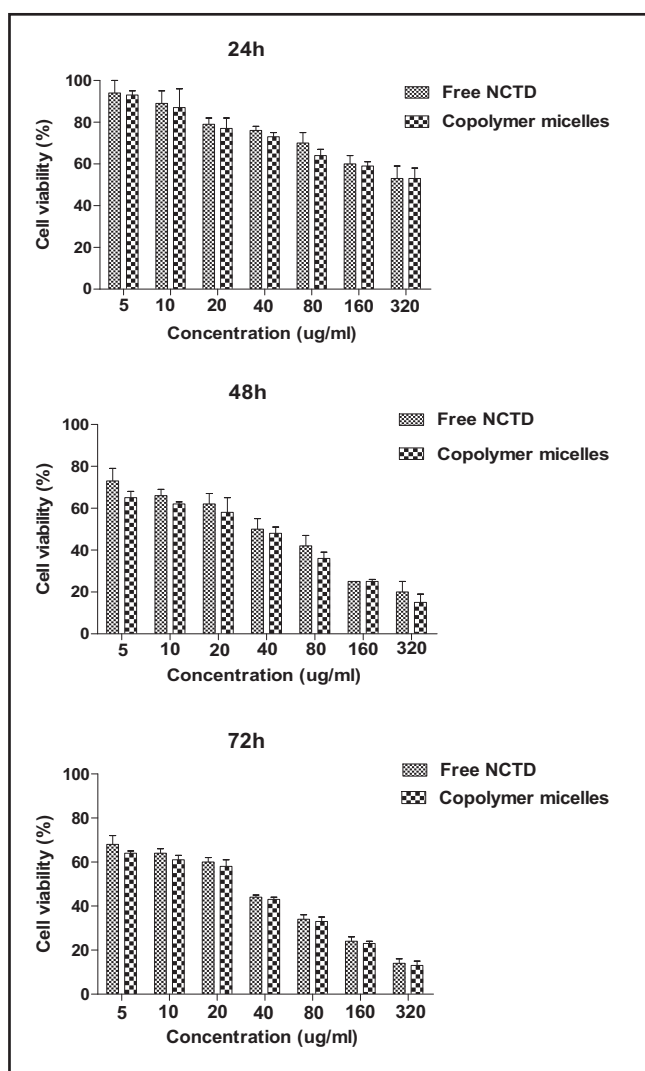 24h
Free NCTD
Copolymer micelles
Cell viability (%)
100
80
60
40
20
0
5 10 20 40 80 160 320
Concentration (ug/ml)
48h
Free NCTD
Copolymer micelles
Cell viability (%)
100
80
60
40
20
0
5 10 20 40 80 160 320
Concentration (ug/ml)
72h
Free NCTD
Copolymer micelles
Cell viability (%)
100
80
60
40
20
0
5 10 20 40 80 160 320
Concentration (ug/ml)